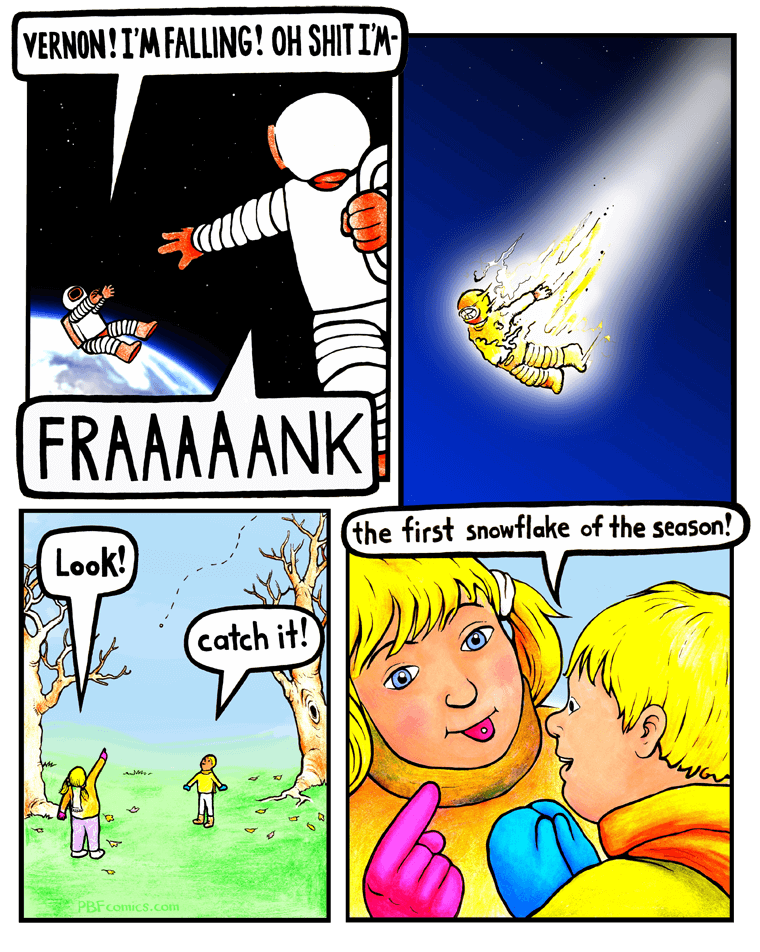 VERNON! I'M FALLING! OH SHIT I'M-
FRAAAAANK
Look!
catch it!
the first snowflake of the season!
PBFcomics.com